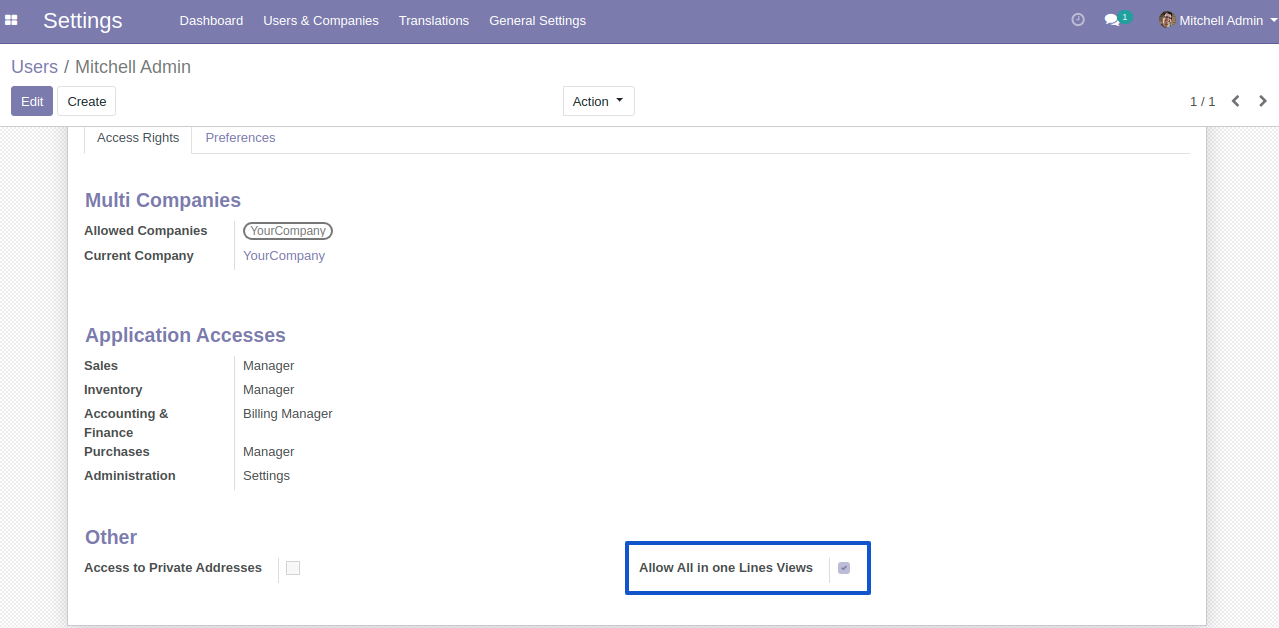 Settings Dashboard Users & Companies Translations General Settings 1 Mitchell Admin
Users / Mitchell Admin
Edit Create Action 1 / 1
Access Rights Preferences
Multi Companies
Allowed Companies YourCompany
Current Company YourCompany
Application Accesses
Sales Manager
Inventory Manager
Accounting & Billing Manager
Finance
Purchases Manager
Administration Settings
Other
Access to Private Addresses Allow All in one Lines Views